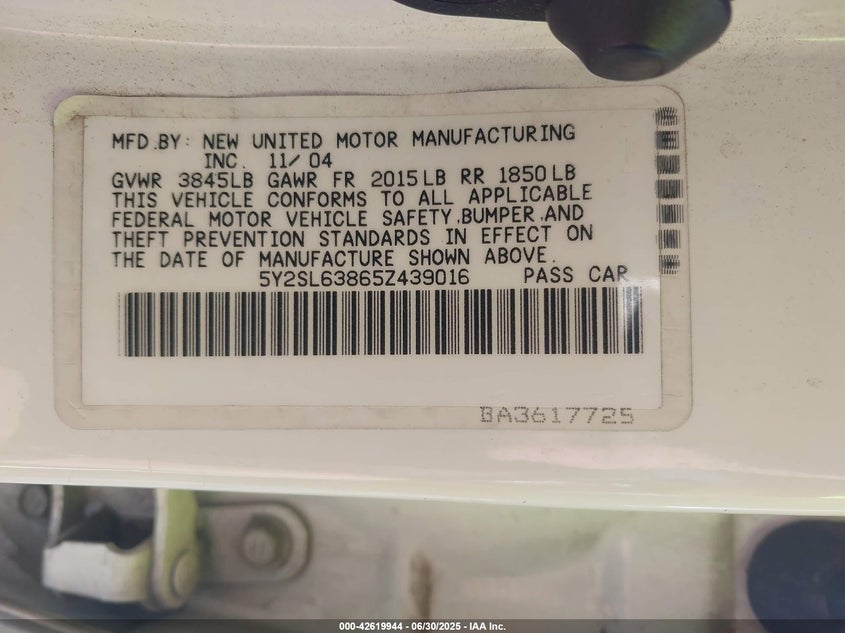 MFD.BY: NEW UNITED MOTOR MANUFACTURING
INC. 11/04
GVWR 3845LB GAWR FR 2015LB RR 1850LB
THIS VEHICLE CONFORMS TO ALL APPLICABLE
FEDERAL MOTOR VEHICLE SAFETY,BUMPER,AND
THEFT PREVENTION STANDARDS IN EFFECT ON
THE DATE OF MANUFACTURE SHOWN ABOVE.
5Y2SL63865Z439016 PASS CAR
BA3617725
000-42619944 - 06/30/2025 - IAA Inc.